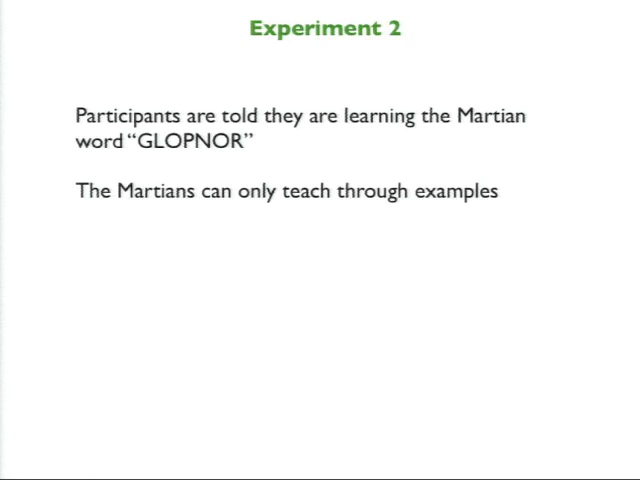 Experiment 2
Participants are told they are learning the Martian
word “GLOPNOR”
The Martians can only teach through examples